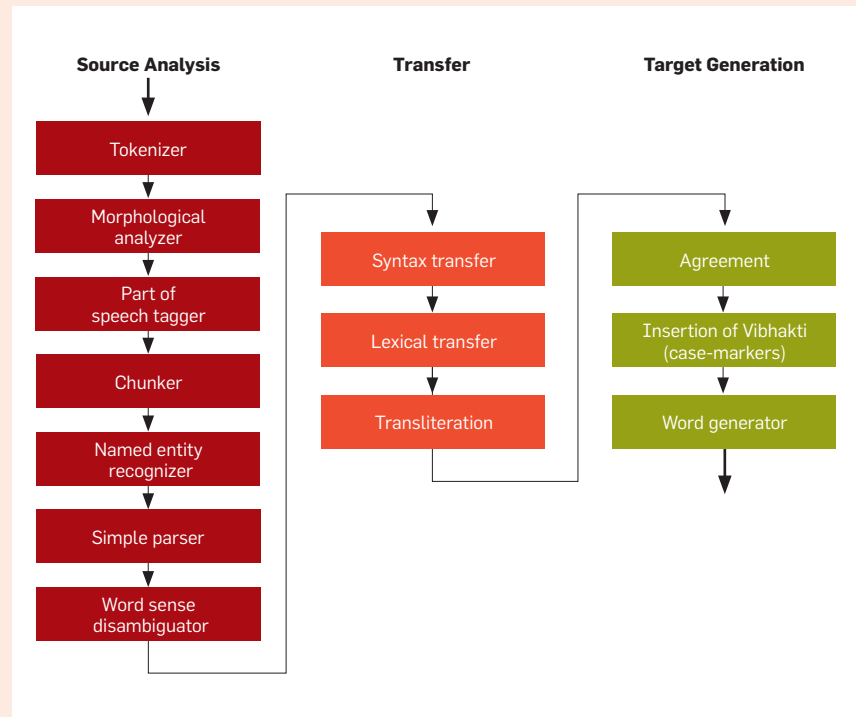 Source Analysis
Tokenizer
Morphological
analyzer
Part of
speech tagger
Chunker
Named entity
recognizer
Simple parser
Word sense
disambiguator
Transfer
Syntax transfer
Lexical transfer
Transliteration
Target Generation
Agreement
Insertion of Vibhakti
(case-markers)
Word generator